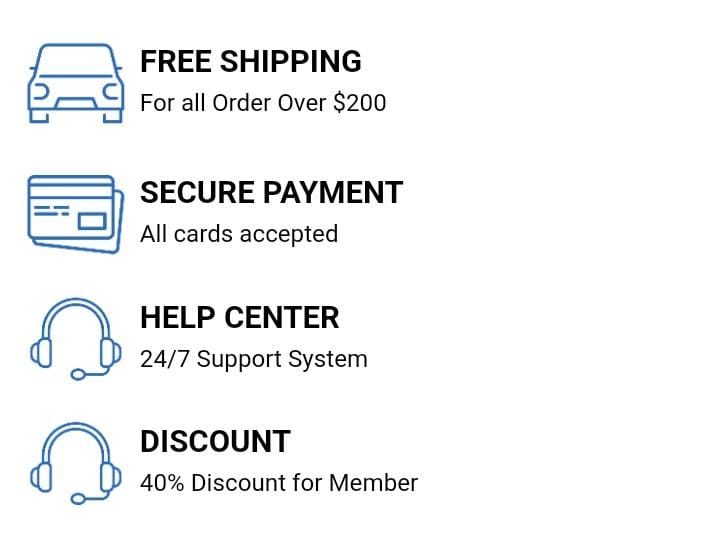 FREE SHIPPING
For all Order Over $200
SECURE PAYMENT
All cards accepted
HELP CENTER
24/7 Support System
DISCOUNT
40% Discount for Member